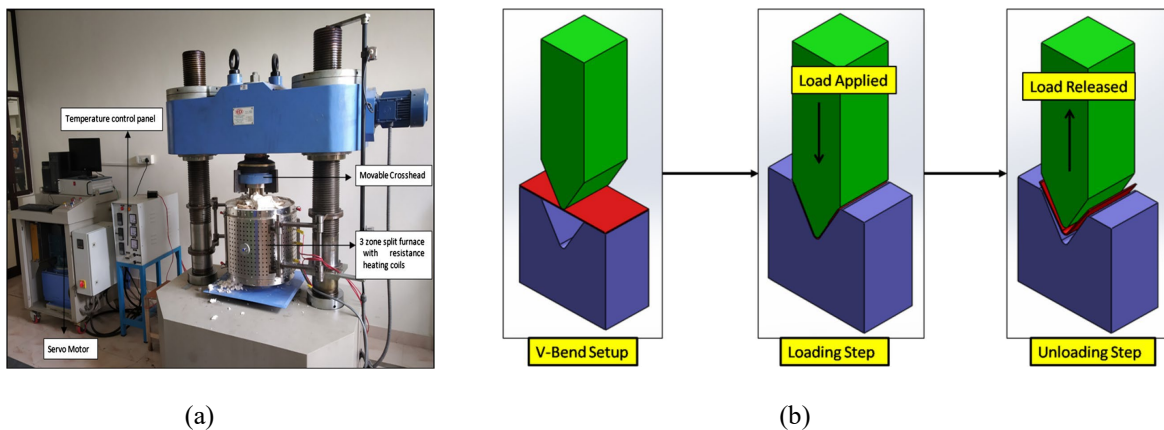 Temperature control panel
Movable Crosshead
3 zone split furnace
with resistance
heating coils
Servo Motor
(a)
Load Applied
Load Released
V-Bend Setup
Loading Step
Unloading Step
(b)